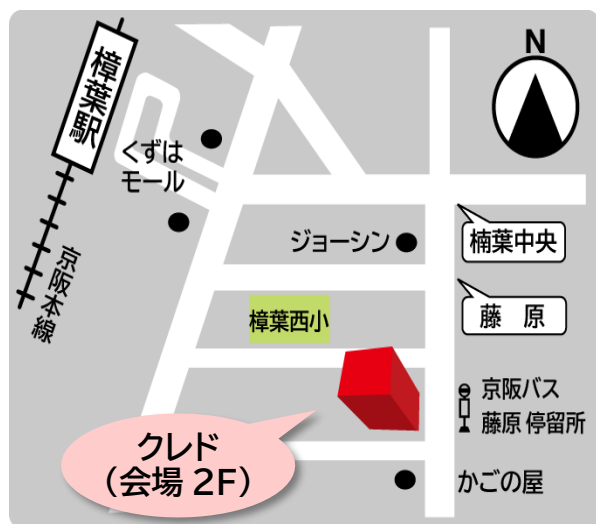 樟葉駅
N
くずは
モール
ジョーシン
楠葉中央
京阪本線
藤　原
樟葉西小
京阪バス
藤原 停留所
クレド
（会場 2F）
かごの屋